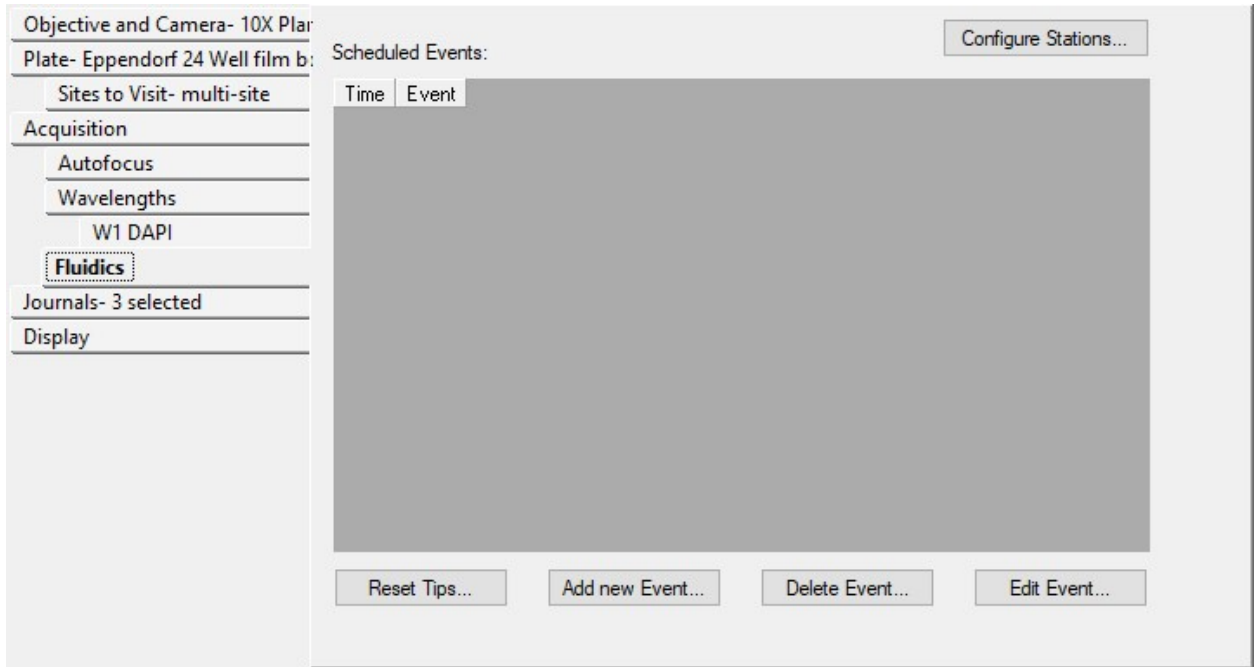 Objective and Camera- 10X Plan
Plate- Eppendorf 24 Well film b
Sites to Visit- multi-site
Acquisition
Autofocus
Wavelengths
W1 DAPI
Fluidics
Journals- 3 selected
Display
Configure Stations...
Scheduled Events:
Time Event
Reset Tips... Add new Event... Delete Event... Edit Event...